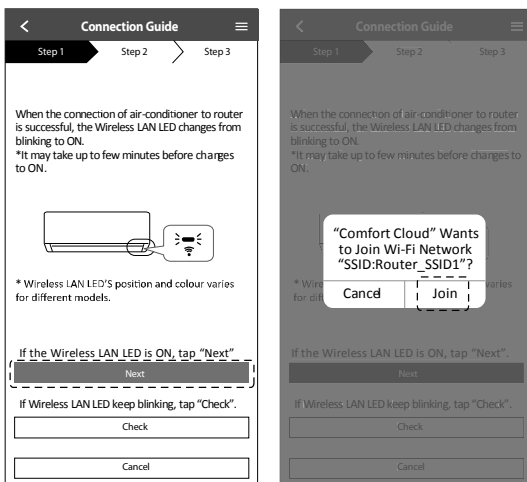 Connection Guide
Step 1 Step 2 Step 3
When the connection of air-conditioner to router
is successful, the Wireless LAN LED changes from
blinking to ON.
*It may take up to few minutes before changes
to ON.
* Wireless LAN LED'S position and colour varies
for different models.
If the Wireless LAN LED is ON, tap "Next"
Next
If Wireless LAN LED keep blinking, tap "Check".
Check
Cancel
Connection Guide
Step 1 Step 2 Step 3
When the connection of air-conditioner to router
is successful, the Wireless LAN LED changes from
blinking to ON.
*It may take up to few minutes before changes to
ON.
"Comfort Cloud" Wants
to Join Wi-Fi Network
"SSID:Router_SSID1"?
Cancel Join
* Wire varies
for diff
If the Wireless LAN LED is ON, tap "Next".
Next
If Wireless LAN LED keep blinking, tap "Check".
Check
Cancel